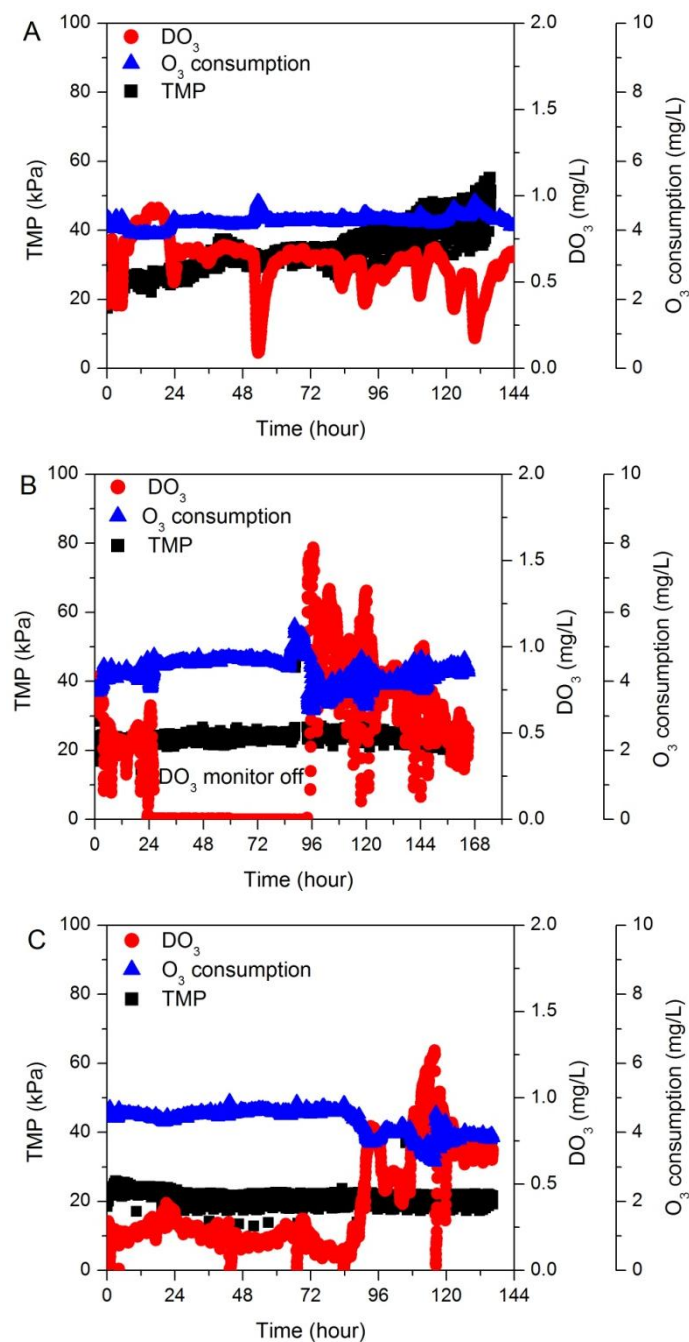 A
DO₃
O₃ consumption
TMP
TMP (kPa)
100
80
60
40
20
0
2.0
1.5
1.0
0.5
0.0
DO₃ (mg/L)
10
8
6
4
2
0
O₃ consumption (mg/L)
0 24 48 72 96 120 144
Time (hour)
B
DO₃
O₃ consumption
TMP
TMP (kPa)
100
80
60
40
20
0
DO₃ monitor off
2.0
1.5
1.0
0.5
0.0
DO₃ (mg/L)
10
8
6
4
2
0
O₃ consumption (mg/L)
0 24 48 72 96 120 144 168
Time (hour)
C
DO₃
O₃ consumption
TMP
TMP (kPa)
100
80
60
40
20
0
2.0
1.5
1.0
0.5
0.0
DO₃ (mg/L)
10
8
6
4
2
0
O₃ consumption (mg/L)
0 24 48 72 96 120 144
Time (hour)